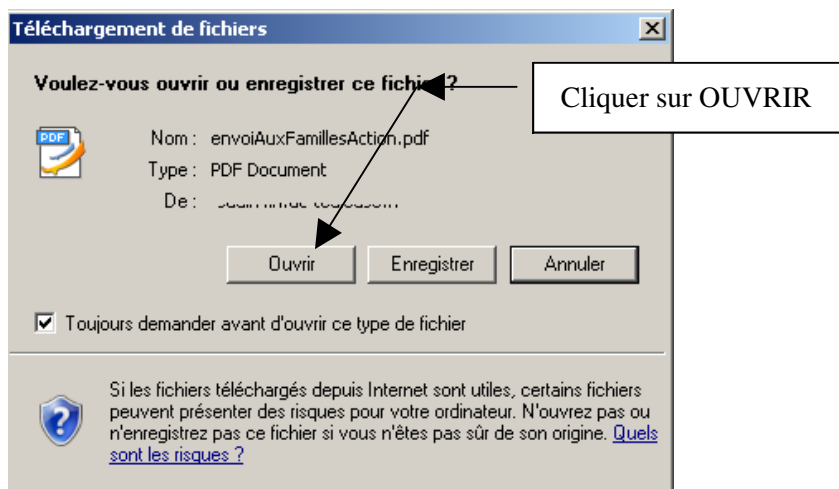 Téléchargement de fichiers
Voulez-vous ouvrir ou enregistrer ce fichier ?
Cliquer sur OUVRIR
PDF
Nom : envoiAuxFamillesAction.pdf
Type : PDF Document
De :
Ouvrir Enregistrer Annuler
Toujours demander avant d'ouvrir ce type de fichier
Si les fichiers téléchargés depuis Internet sont utiles, certains fichiers
peuvent présenter des risques pour votre ordinateur. N'ouvrez pas ou
n'enregistrez pas ce fichier si vous n'êtes pas sûr de son origine. Quels
sont les risques ?